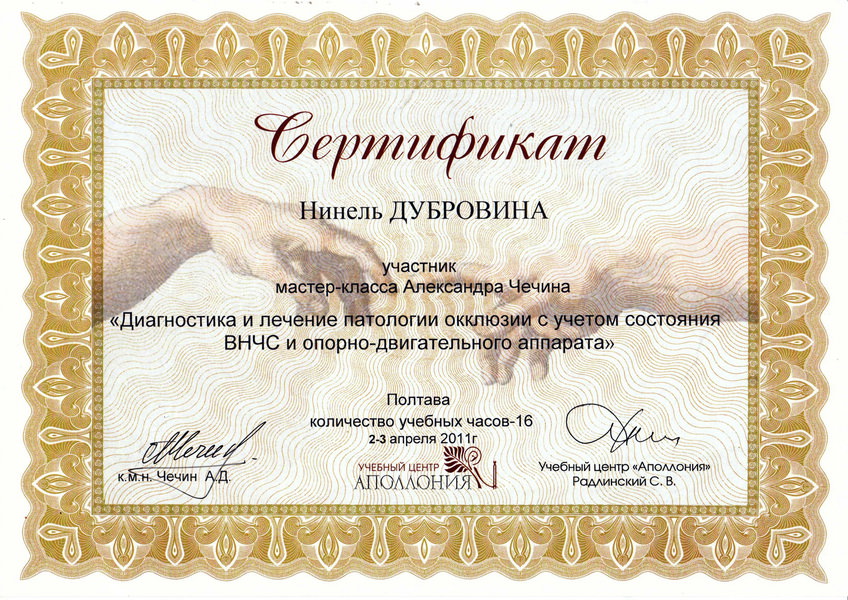 Сертификат
Нинель ДУБРОВИНА
участник
мастер-класса Александра Чечина
«Диагностика и лечение патологии окклюзии с учетом состояния
ВНЧС и опорно-двигательного аппарата»
Полтава
количество учебных часов-16
2-3 апреля 2011г
к.м.н. Чечин А.Д.
УЧЕБНЫЙ ЦЕНТР
АПОЛЛОНИЯ
Учебный центр «Аполлония»
Радлинский С. В.